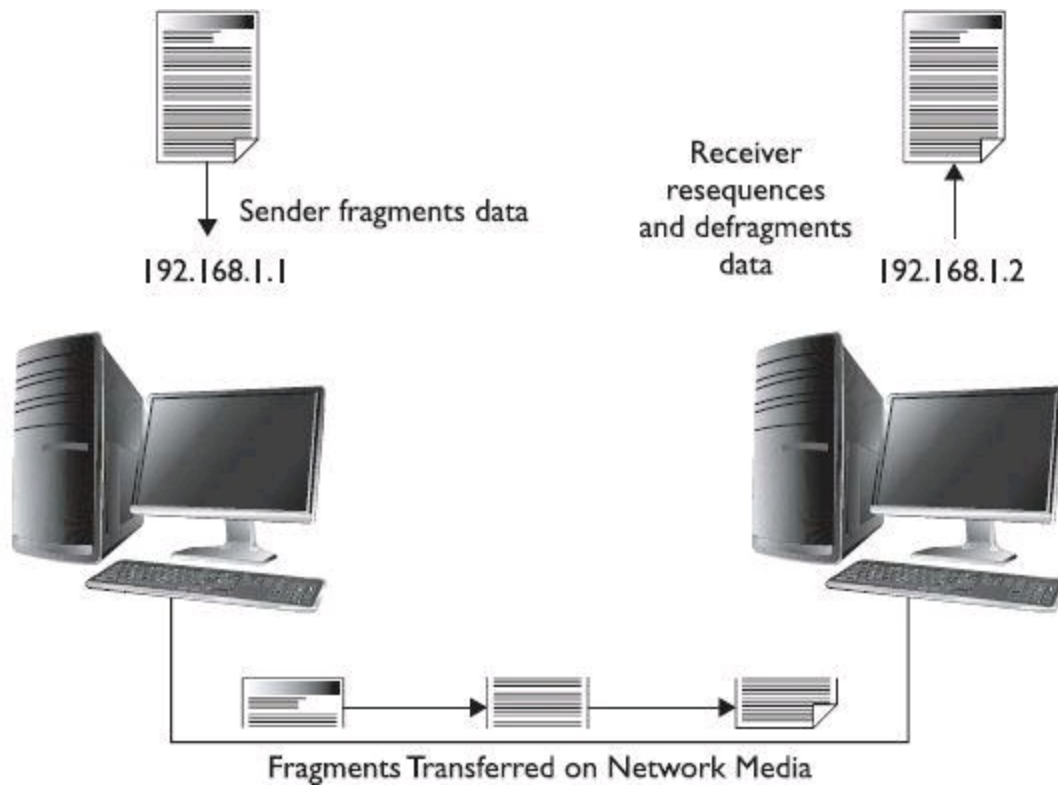 Sender fragments data
192.168.1.1
Receiver
resequences
and defragments
data
192.168.1.2
Fragments Transferred on Network Media